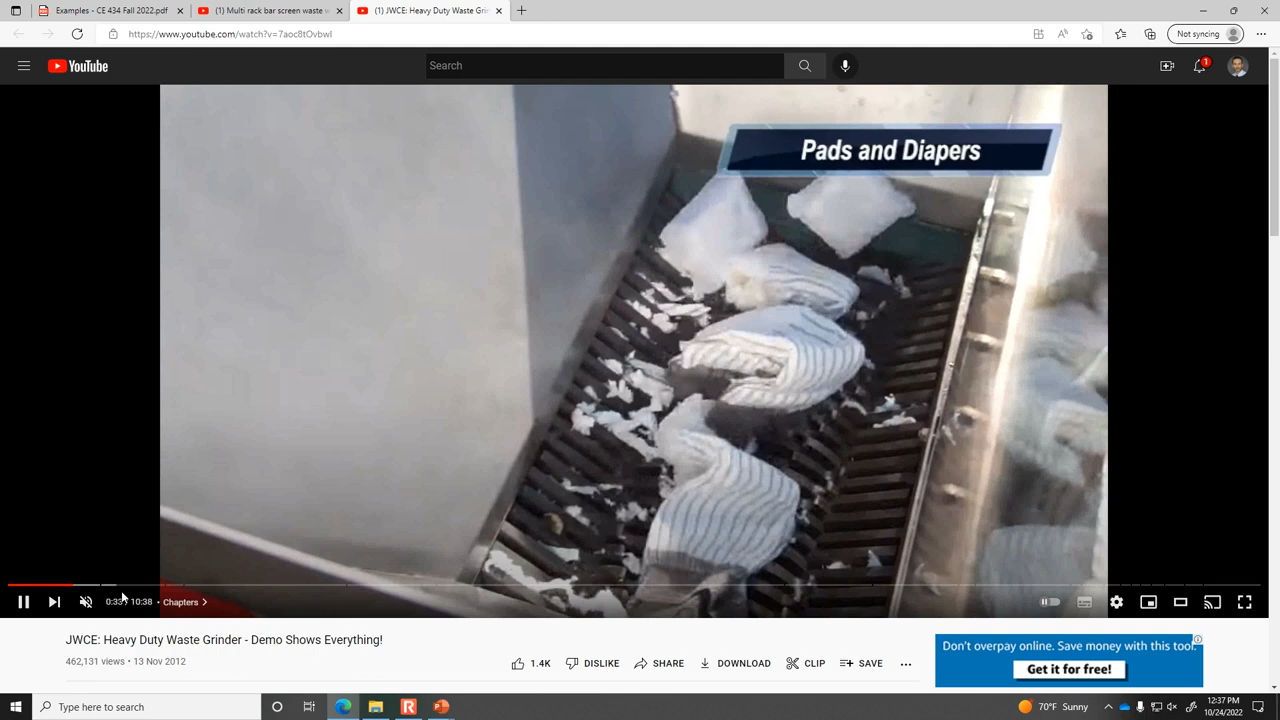 Examples - CE 434 Fall 2022.pdf
(1) Multi rack bar screen waste w
(1) JWCE: Heavy Duty Waste Grin
https://www.youtube.com/watch?v=7aoc8tOvbwI
Not syncing
YouTube
Search
1
Pads and Diapers
0:33 / 10:38 • Chapters
JWCE: Heavy Duty Waste Grinder - Demo Shows Everything!
462,131 views • 13 Nov 2012
1.4K
DISLIKE
SHARE
DOWNLOAD
CLIP
SAVE
Don't overpay online. Save money with this tool.
Get it for free!
Type here to search
70°F Sunny
12:37 PM
10/24/2022